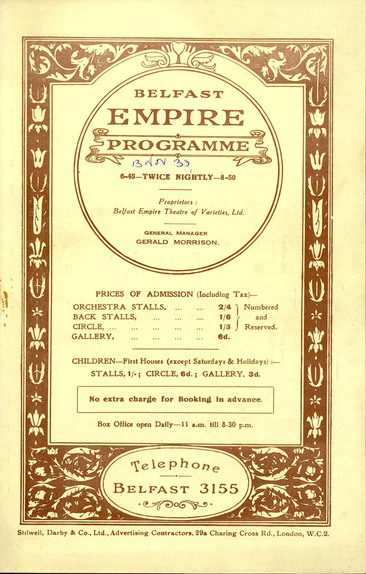 BELFAST
EMPIRE
PROGRAMME
13 Nov 33
6-45—TWICE NIGHTLY—8-50
Proprietors :
Belfast Empire Theatre of Varieties, Ltd.
GENERAL MANAGER
GERALD MORRISON.
PRICES OF ADMISSION (Including Tax)—
ORCHESTRA STALLS, ... ... 2/4 } Numbered
BACK STALLS, ... ... ... 1/6 } and
CIRCLE, ... ... ... ... 1/3 } Reserved.
GALLERY, ... ... ... 6d.
CHILDREN—First Houses (except Saturdays & Holidays) :—
STALLS, 1/- ; CIRCLE, 6d. ; GALLERY, 3d.
No extra charge for Booking in advance.
Box Office open Daily—11 a.m. till 8-30 p.m.
Telephone
BELFAST 3155
Stilwell, Darby & Co., Ltd., Advertising Contractors, 29a Charing Cross Rd., London, W.C.2.